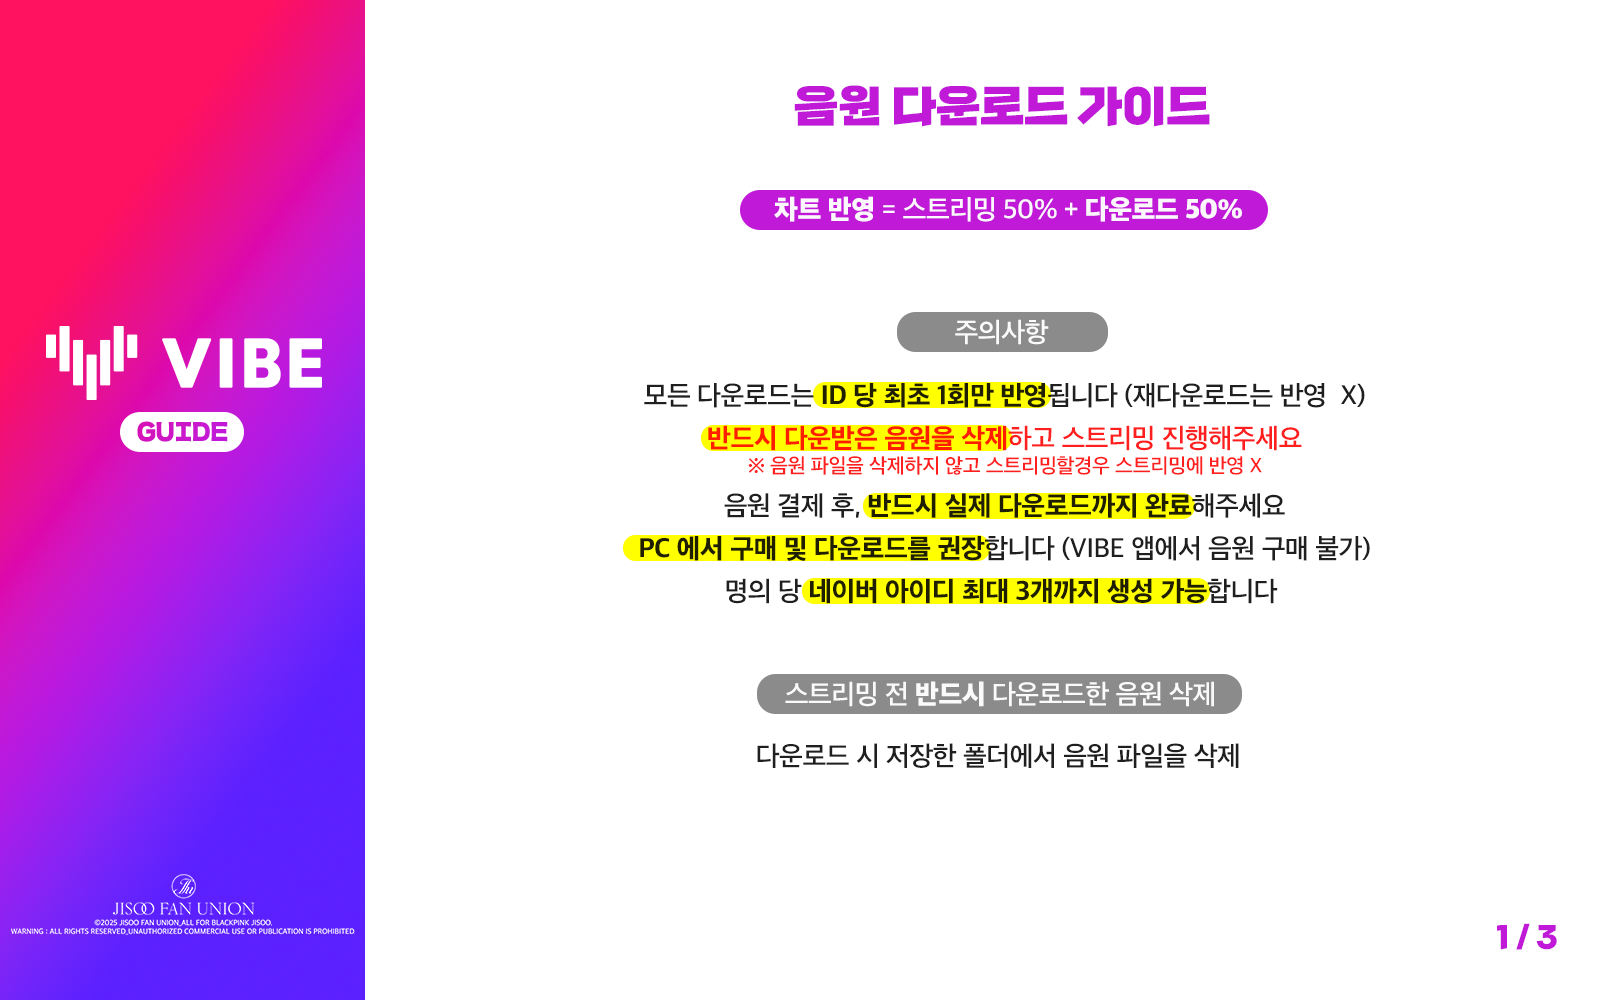 VIBE
GUIDE
JISOO FAN UNION
©2025 JISOO FAN UNION,ALL FOR BLACKPINK JISOO.
WARNING : ALL RIGHTS RESERVED,UNAUTHORIZED COMMERCIAL USE OR PUBLICATION IS PROHIBITED
음원 다운로드 가이드
차트 반영 = 스트리밍 50% + 다운로드 50%
주의사항
모든 다운로드는 ID 당 최초 1회만 반영됩니다 (재다운로드는 반영 X)
반드시 다운받은 음원을 삭제하고 스트리밍 진행해주세요
※ 음원 파일을 삭제하지 않고 스트리밍할경우 스트리밍에 반영 X
음원 결제 후, 반드시 실제 다운로드까지 완료해주세요
PC 에서 구매 및 다운로드를 권장합니다 (VIBE 앱에서 음원 구매 불가)
명의 당 네이버 아이디 최대 3개까지 생성 가능합니다
스트리밍 전 반드시 다운로드한 음원 삭제
다운로드 시 저장한 폴더에서 음원 파일을 삭제
1 / 3